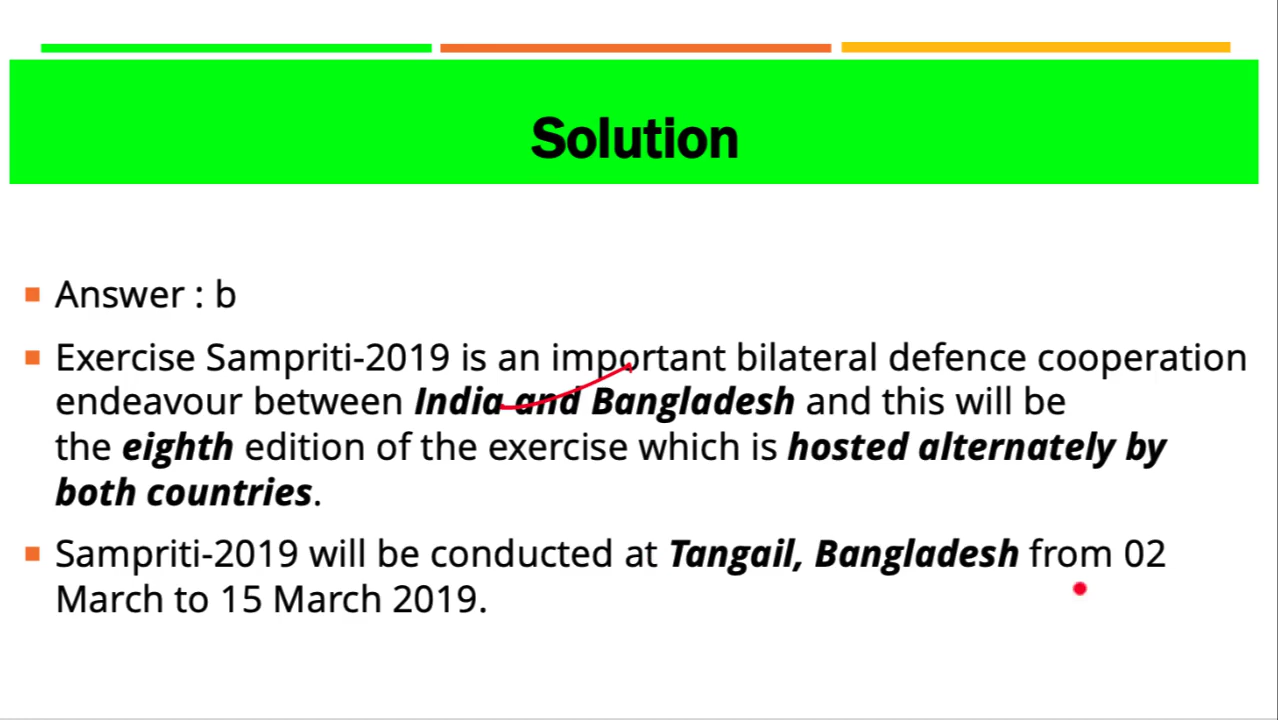 Solution
Answer : b
Exercise Sampriti-2019 is an important bilateral defence cooperation
endeavour between India and Bangladesh and this will be
the eighth edition of the exercise which is hosted alternately by
both countries.
Sampriti-2019 will be conducted at Tangail, Bangladesh from 02
March to 15 March 2019.